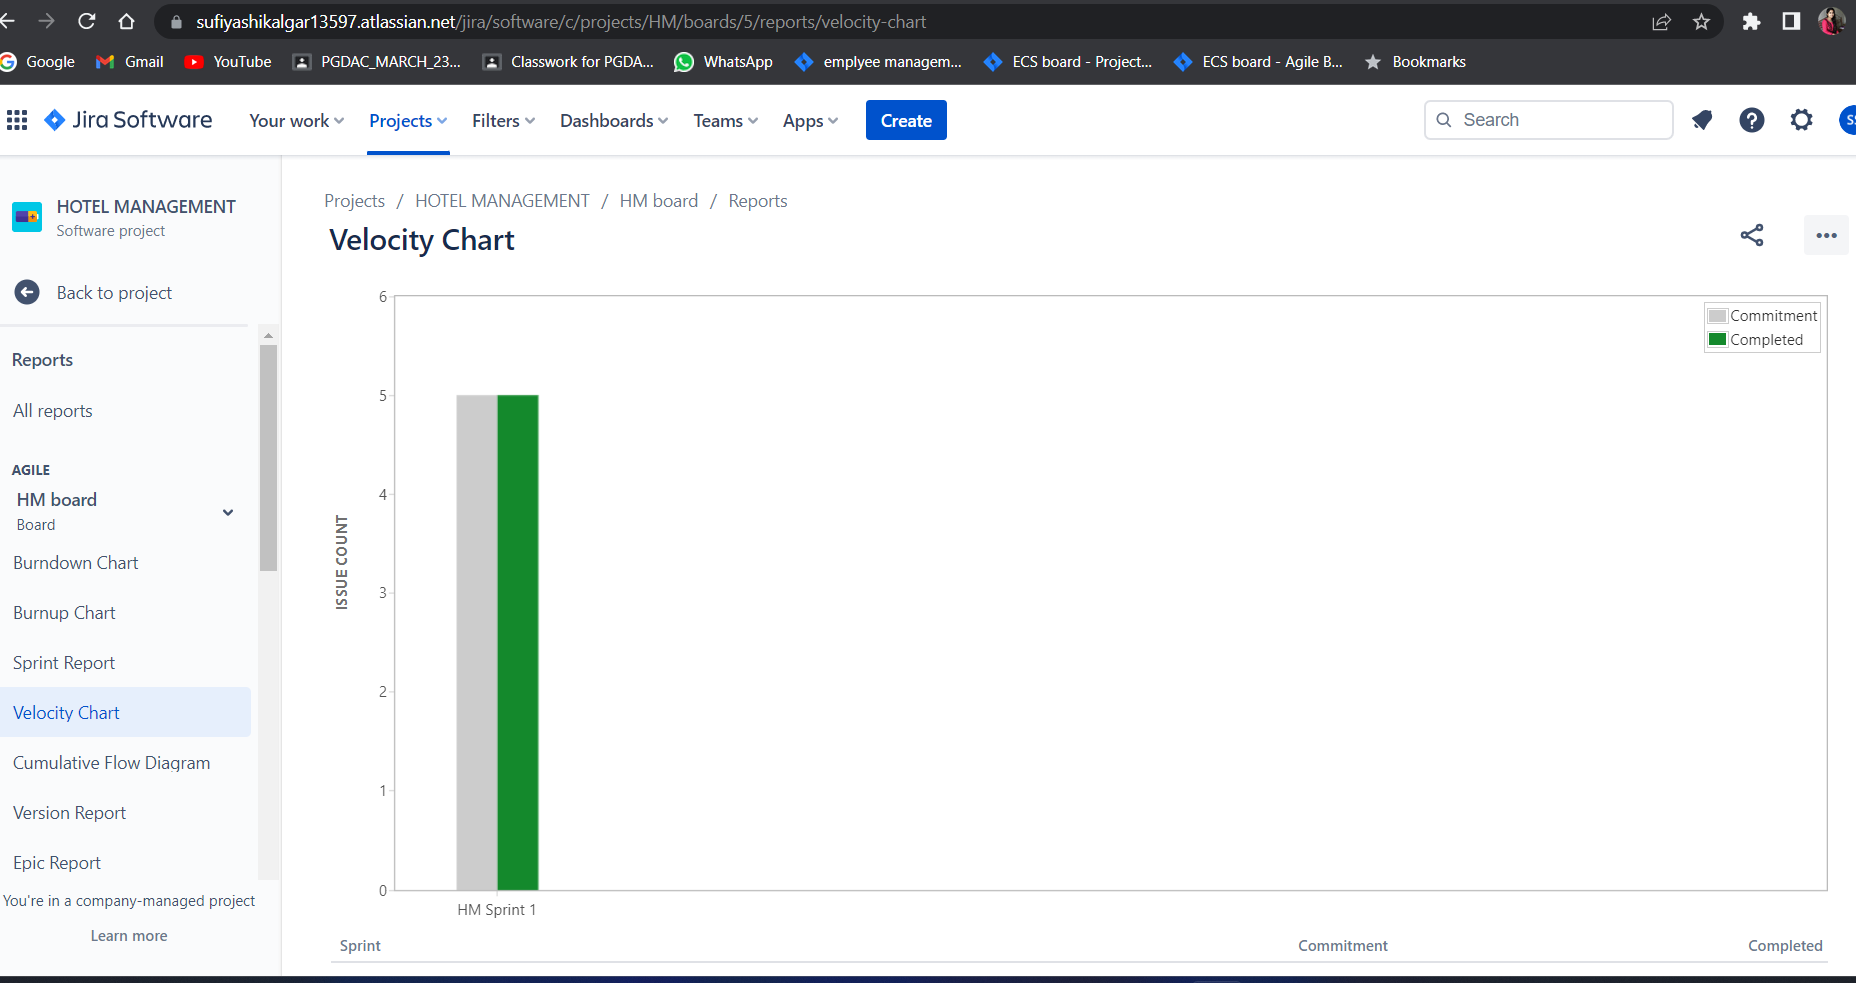 sufiyashikalgar13597.atlassian.net/jira/software/c/projects/HM/boards/5/reports/velocity-chart
Google Gmail YouTube PGDAC_MARCH_23... Classwork for PGDA... WhatsApp emplyee managem... ECS board - Project... ECS board - Agile B... Bookmarks
Jira Software Your work Projects Filters Dashboards Teams Apps Create Search
HOTEL MANAGEMENT
Software project
Back to project
Reports
All reports
AGILE
HM board
Board
Burndown Chart
Burnup Chart
Sprint Report
Velocity Chart
Cumulative Flow Diagram
Version Report
Epic Report
You're in a company-managed project
Learn more
Projects / HOTEL MANAGEMENT / HM board / Reports
Velocity Chart
Commitment
Completed
6
5
4
3
2
1
0
ISSUE COUNT
HM Sprint 1
Sprint Commitment Completed